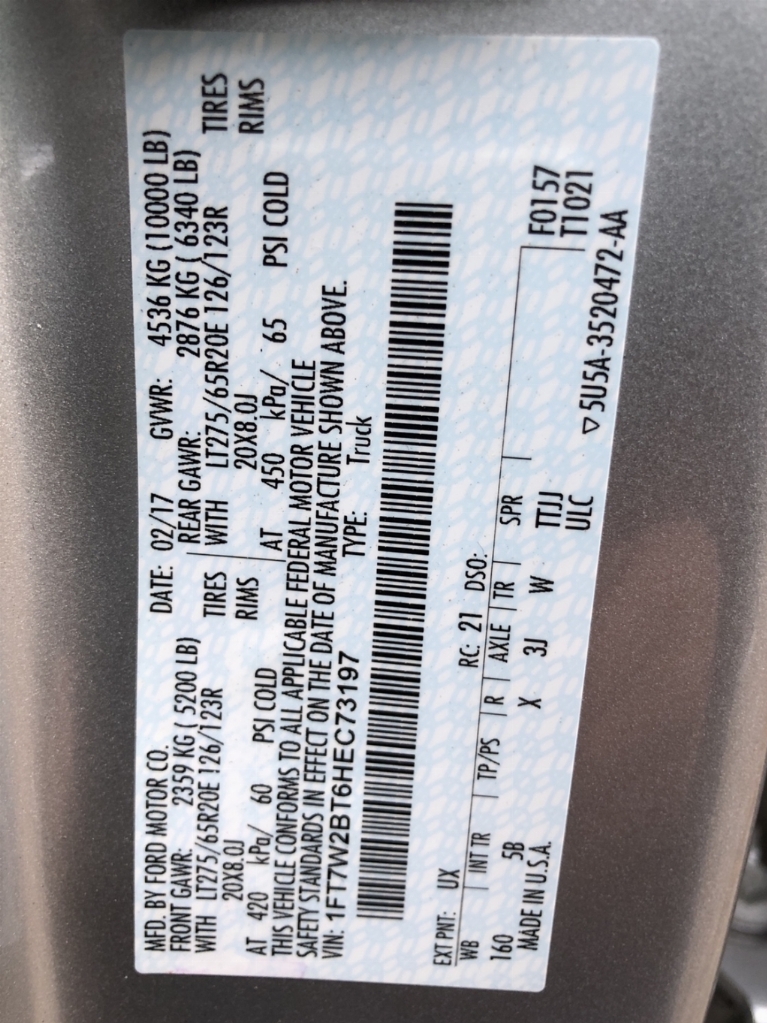 MFD. BY FORD MOTOR CO.
DATE: 02/17 GVWR: 4536 KG (10000 LB)
FRONT GAWR: 2359 KG ( 5200 LB)
REAR GAWR: 2876 KG ( 6340 LB)
WITH LT275/65R20E 126/123R TIRES
WITH LT275/65R20E 126/123R TIRES
20X8.0J RIMS
20X8.0J RIMS
AT 420 kPa/ 60 PSI COLD
AT 450 kPa/ 65 PSI COLD
THIS VEHICLE CONFORMS TO ALL APPLICABLE FEDERAL MOTOR VEHICLE
SAFETY STANDARDS IN EFFECT ON THE DATE OF MANUFACTURE SHOWN ABOVE.
VIN: 1FT7W2BT6HEC73197 TYPE: Truck
EXT PNT: UX RC: 21 DSO:
WB INT TR TP/PS R AXLE TR SPR F0157
160 5B X 3J W TTJJ T1021
MADE IN U.S.A. ULC ▽5U5A-3520472-AA